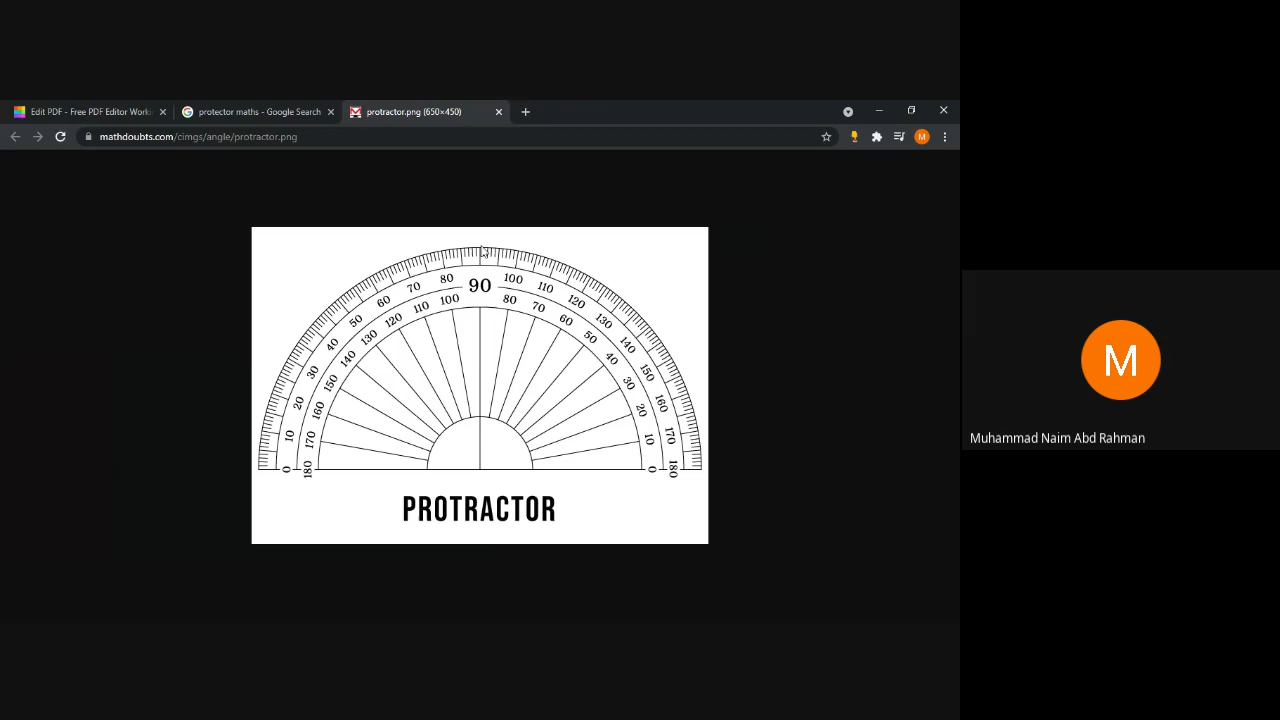 Edit PDF - Free PDF Editor Work
protector maths - Google Search
protractor.png (650×450)
mathdoubts.com/cimgs/angle/protractor.png
M
0 10 20 30 40 50 60 70 80 90 100 110 120 130 140 150 160 170 180
180 170 160 150 140 130 120 110 100 80 70 60 50 40 30 20 10 0
PROTRACTOR
M
Muhammad Naim Abd Rahman